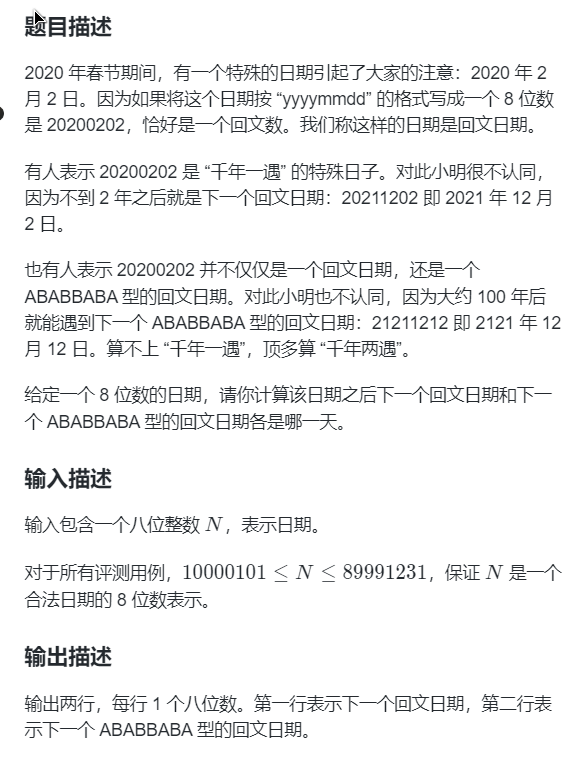 题目描述
2020 年春节期间，有一个特殊的日期引起了大家的注意：2020 年 2
月 2 日。因为如果将这个日期按 “yyyymmdd” 的格式写成一个 8 位数
是 20200202，恰好是一个回文数。我们称这样的日期是回文日期。
有人表示 20200202 是 “千年一遇” 的特殊日子。对此小明很不认同，
因为不到 2 年之后就是下一个回文日期：20211202 即 2021 年 12 月
2 日。
也有人表示 20200202 并不仅仅是一个回文日期，还是一个
ABABBABA 型的回文日期。对此小明也不认同，因为大约 100 年后
就能遇到下一个 ABABBABA 型的回文日期：21211212 即 2121 年 12
月 12 日。算不上 “千年一遇”，顶多算 “千年两遇”。
给定一个 8 位数的日期，请你计算该日期之后下一个回文日期和下一
个 ABABBABA 型的回文日期各是哪一天。
输入描述
输入包含一个八位整数 N，表示日期。
对于所有评测用例，10000101 ≤ N ≤ 89991231，保证 N 是一个
合法日期的 8 位数表示。
输出描述
输出两行，每行 1 个八位数。第一行表示下一个回文日期，第二行表
示下一个 ABABBABA 型的回文日期。